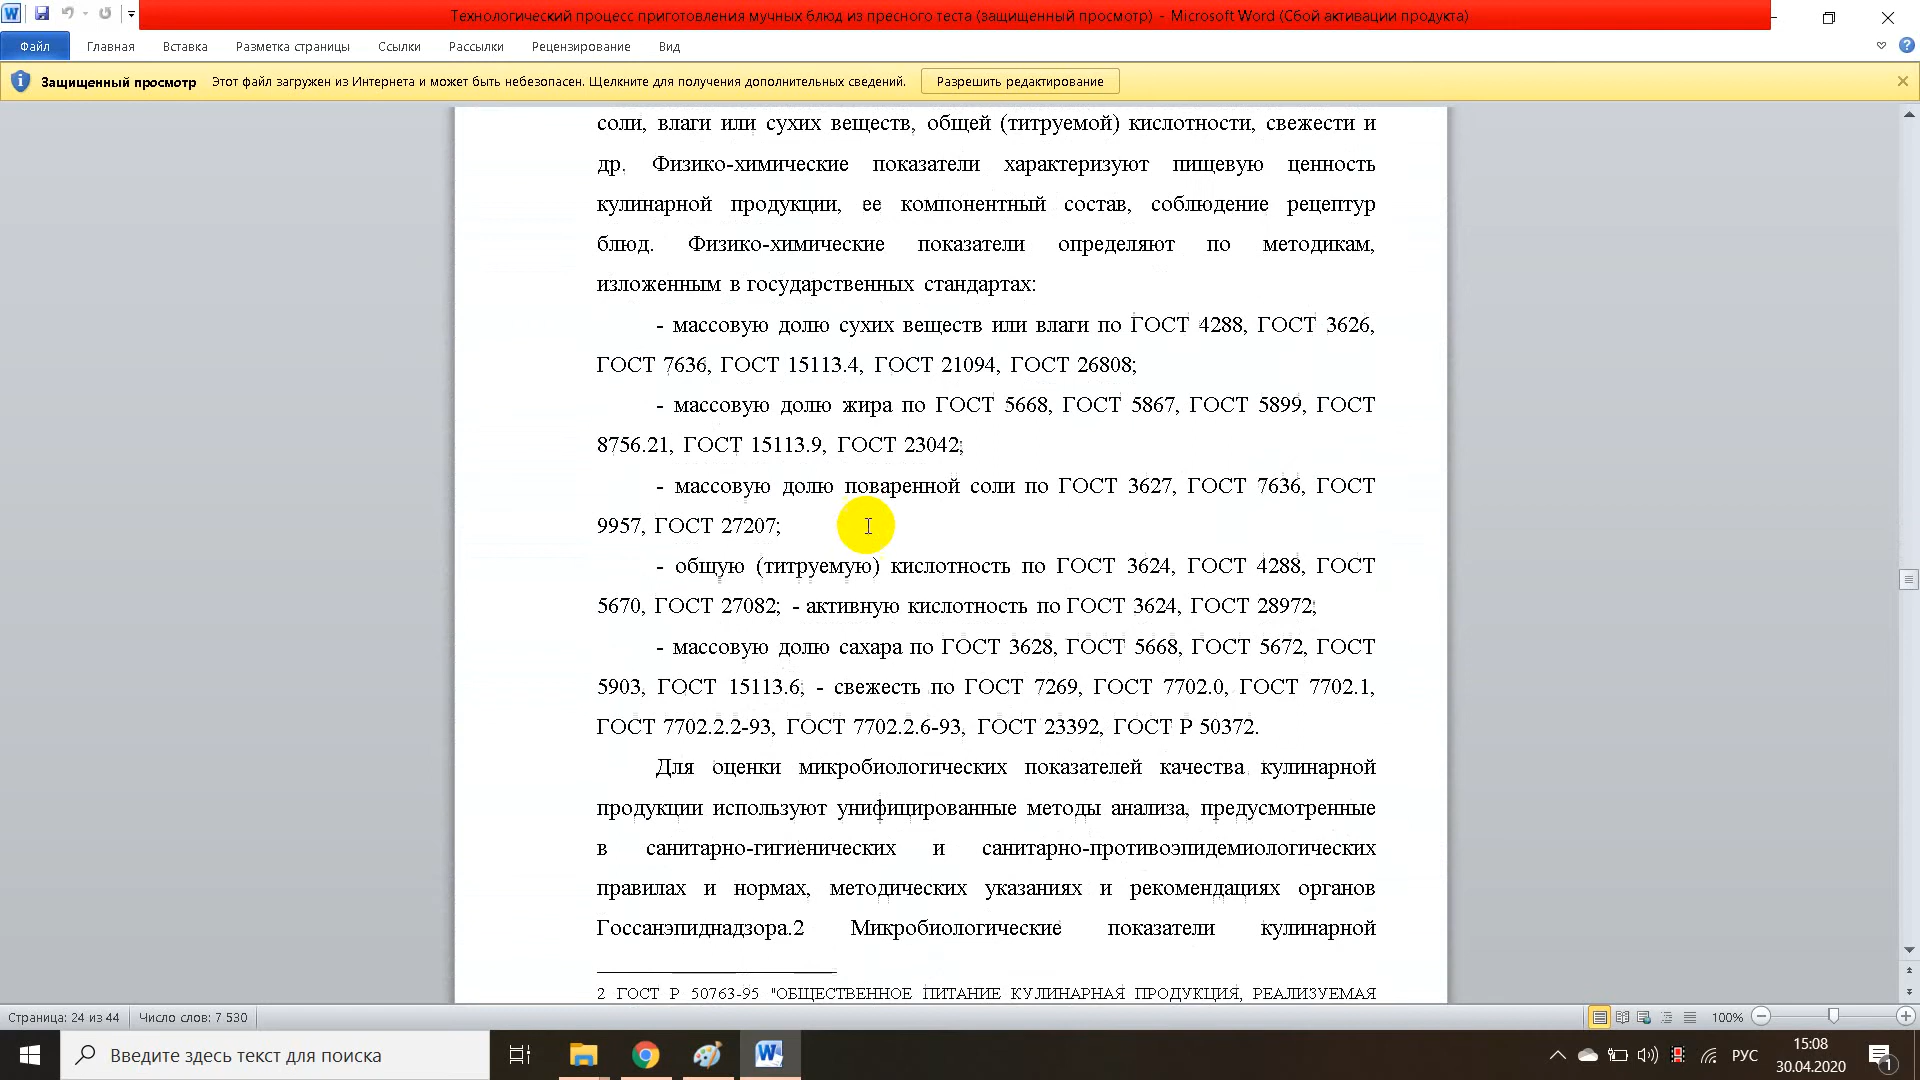 Технологический процесс приготовления мучных блюд из пресного теста (защищенный просмотр) - Microsoft Word (Сбой активации продукта)
Файл Главная Вставка Разметка страницы Ссылки Рассылки Рецензирование Вид
Защищенный просмотр Этот файл загружен из Интернета и может быть небезопасен. Щелкните для получения дополнительных сведений. Разрешить редактирование
соли, влаги или сухих веществ, общей (титруемой) кислотности, свежести и
др. Физико-химические показатели характеризуют пищевую ценность
кулинарной продукции, ее компонентный состав, соблюдение рецептур
блюд. Физико-химические показатели определяют по методикам,
изложенным в государственных стандартах:
- массовую долю сухих веществ или влаги по ГОСТ 4288, ГОСТ 3626,
ГОСТ 7636, ГОСТ 15113.4, ГОСТ 21094, ГОСТ 26808;
- массовую долю жира по ГОСТ 5668, ГОСТ 5867, ГОСТ 5899, ГОСТ
8756.21, ГОСТ 15113.9, ГОСТ 23042;
- массовую долю поваренной соли по ГОСТ 3627, ГОСТ 7636, ГОСТ
9957, ГОСТ 27207;
- общую (титруемую) кислотность по ГОСТ 3624, ГОСТ 4288, ГОСТ
5670, ГОСТ 27082; - активную кислотность по ГОСТ 3624, ГОСТ 28972;
- массовую долю сахара по ГОСТ 3628, ГОСТ 5668, ГОСТ 5672, ГОСТ
5903, ГОСТ 15113.6; - свежесть по ГОСТ 7269, ГОСТ 7702.0, ГОСТ 7702.1,
ГОСТ 7702.2.2-93, ГОСТ 7702.2.6-93, ГОСТ 23392, ГОСТ Р 50372.
Для оценки микробиологических показателей качества кулинарной
продукции используют унифицированные методы анализа, предусмотренные
в санитарно-гигиенических и санитарно-противоэпидемиологических
правилах и нормах, методических указаниях и рекомендациях органов
Госсанэпиднадзора.2 Микробиологические показатели кулинарной
2 ГОСТ Р 50763-95 "ОБЩЕСТВЕННОЕ ПИТАНИЕ КУЛИНАРНАЯ ПРОДУКЦИЯ, РЕАЛИЗУЕМАЯ
Страница: 24 из 44 Число слов: 7 530 100%
Введите здесь текст для поиска РУС 15:08
30.04.2020 1